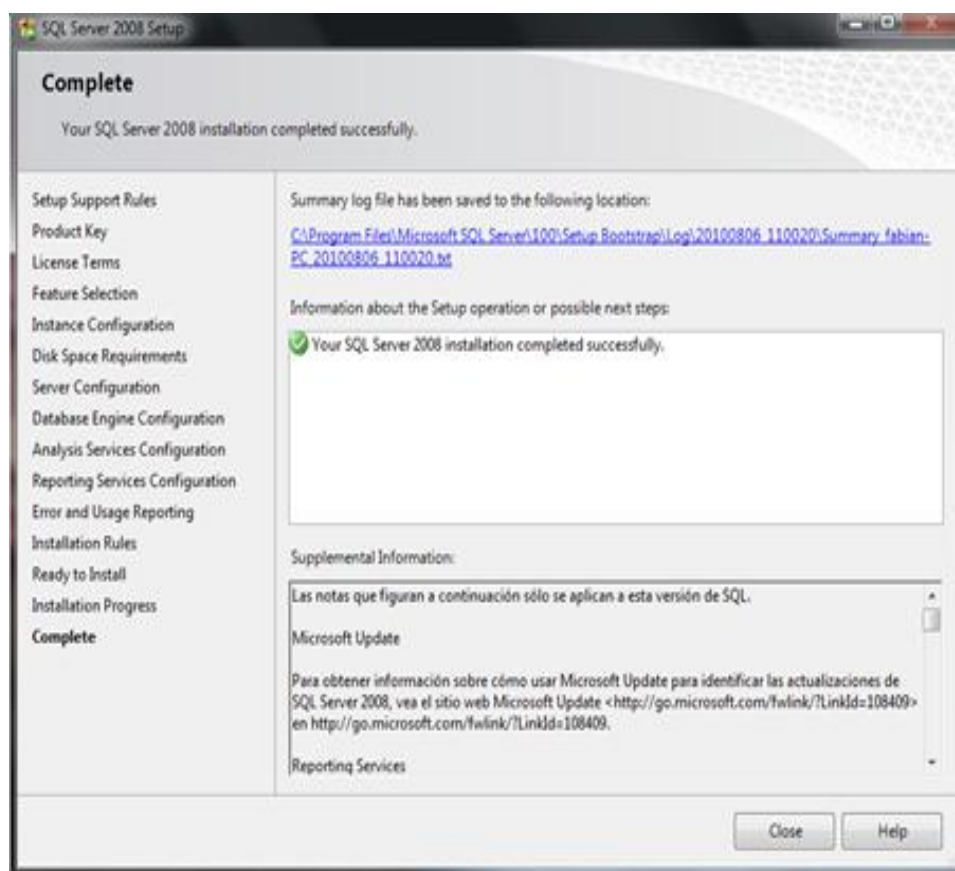 SQL Server 2008 Setup
Complete
Your SQL Server 2008 installation completed successfully.
Setup Support Rules
Product Key
License Terms
Feature Selection
Instance Configuration
Disk Space Requirements
Server Configuration
Database Engine Configuration
Analysis Services Configuration
Reporting Services Configuration
Error and Usage Reporting
Installation Rules
Ready to Install
Installation Progress
Complete
Summary log file has been saved to the following location:
C:\Program Files\Microsoft SQL Server\100\Setup Bootstrap\Log\20100806_110020\Summary_fabian-
PC_20100806_110020.txt
Information about the Setup operation or possible next steps:
Your SQL Server 2008 installation completed successfully.
Supplemental Information:
Las notas que figuran a continuación sólo se aplican a esta versión de SQL.
Microsoft Update
Para obtener información sobre cómo usar Microsoft Update para identificar las actualizaciones de
SQL Server 2008, vea el sitio web Microsoft Update <http://go.microsoft.com/fwlink/?LinkId=108409>
en http://go.microsoft.com/fwlink/?LinkId=108409.
Reporting Services
Close
Help